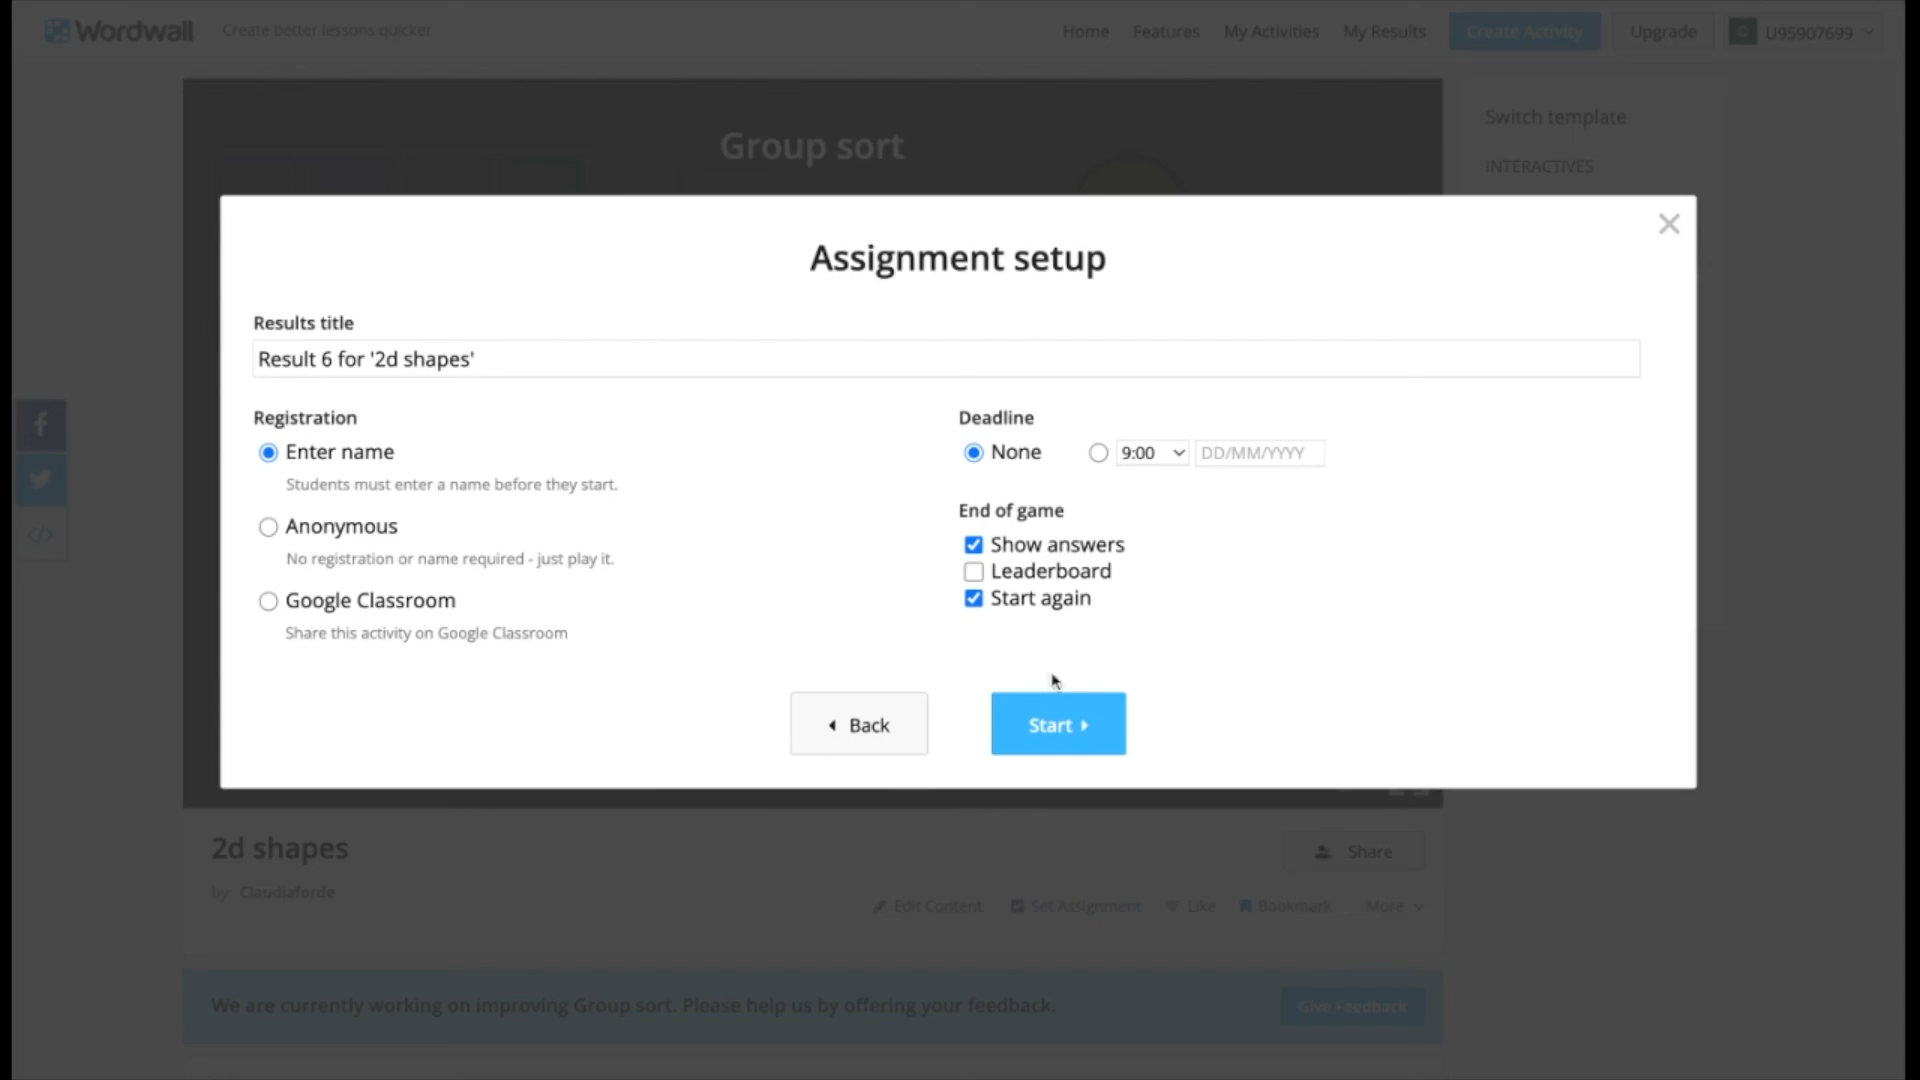 Wordwall
Create better lessons quicker
Home
Features
My Activities
My Results
Create Activity
Upgrade
C
U95907699
Group sort
Switch template
INTERACTIVES
Assignment setup
Results title
Result 6 for '2d shapes'
Registration
Enter name
Students must enter a name before they start.
Anonymous
No registration or name required - just play it.
Google Classroom
Share this activity on Google Classroom
Deadline
None
9:00
DD/MM/YYYY
End of game
Show answers
Leaderboard
Start again
Back
Start
2d shapes
Share
by Claudiaforde
Edit Content
Set Assignment
Like
Bookmark
More
We are currently working on improving Group sort. Please help us by offering your feedback.
Give Feedback